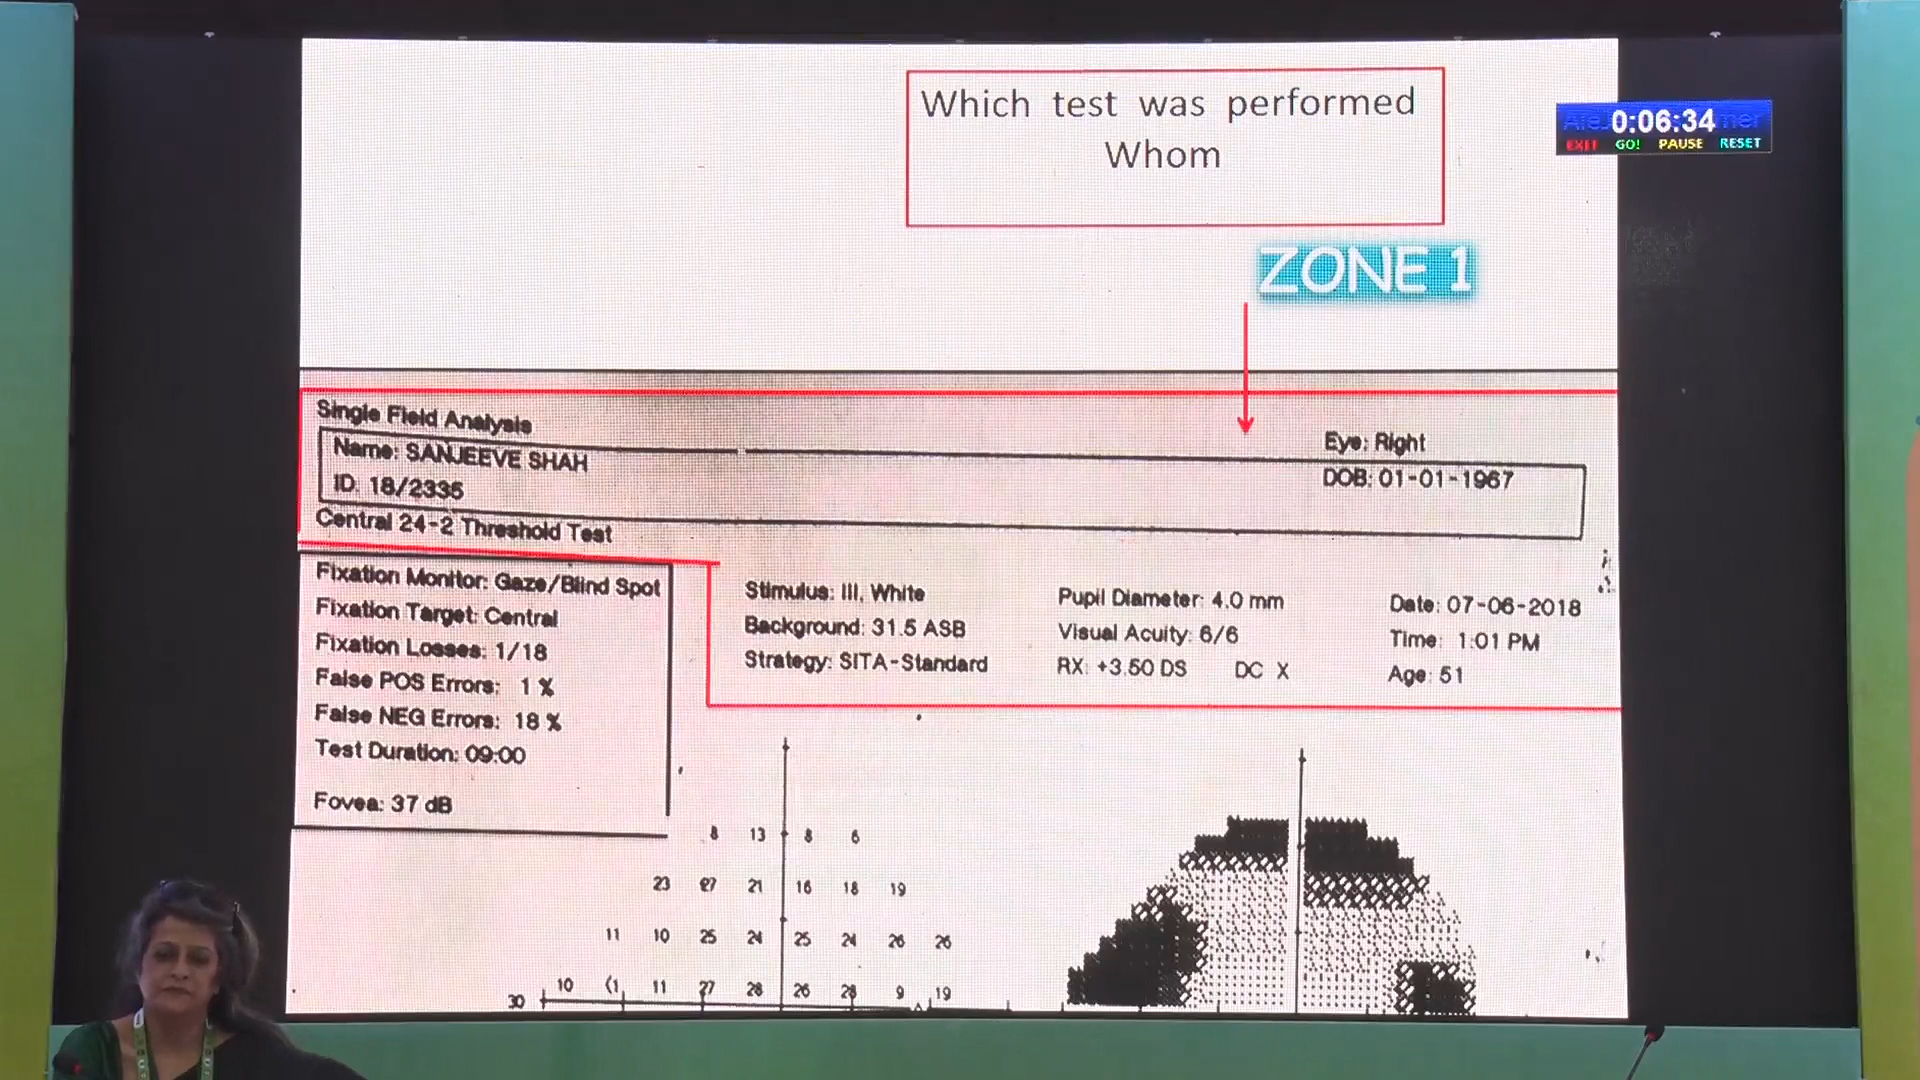 Which test was performed
Whom
0:06:34
EXIT GO! PAUSE RESET
ZONE 1
Single Field Analysis
Eye: Right
Name: SANJEEVE SHAH
DOB: 01-01-1967
ID: 18/2335
Central 24-2 Threshold Test
Fixation Monitor: Gaze/Blind Spot
Fixation Target: Central
Fixation Losses: 1/18
False POS Errors: 1 %
False NEG Errors: 18 %
Test Duration: 09:00
Fovea: 37 dB
Stimulus: III, White
Background: 31.5 ASB
Strategy: SITA-Standard
Pupil Diameter: 4.0 mm
Visual Acuity: 6/6
RX: +3.50 DS DC X
Date: 07-06-2018
Time: 1:01 PM
Age: 51
8 13 8 6
23 27 21 16 18 19
11 10 25 24 25 24 26 26
10 (1 11 27 28 26 28 9 19
30